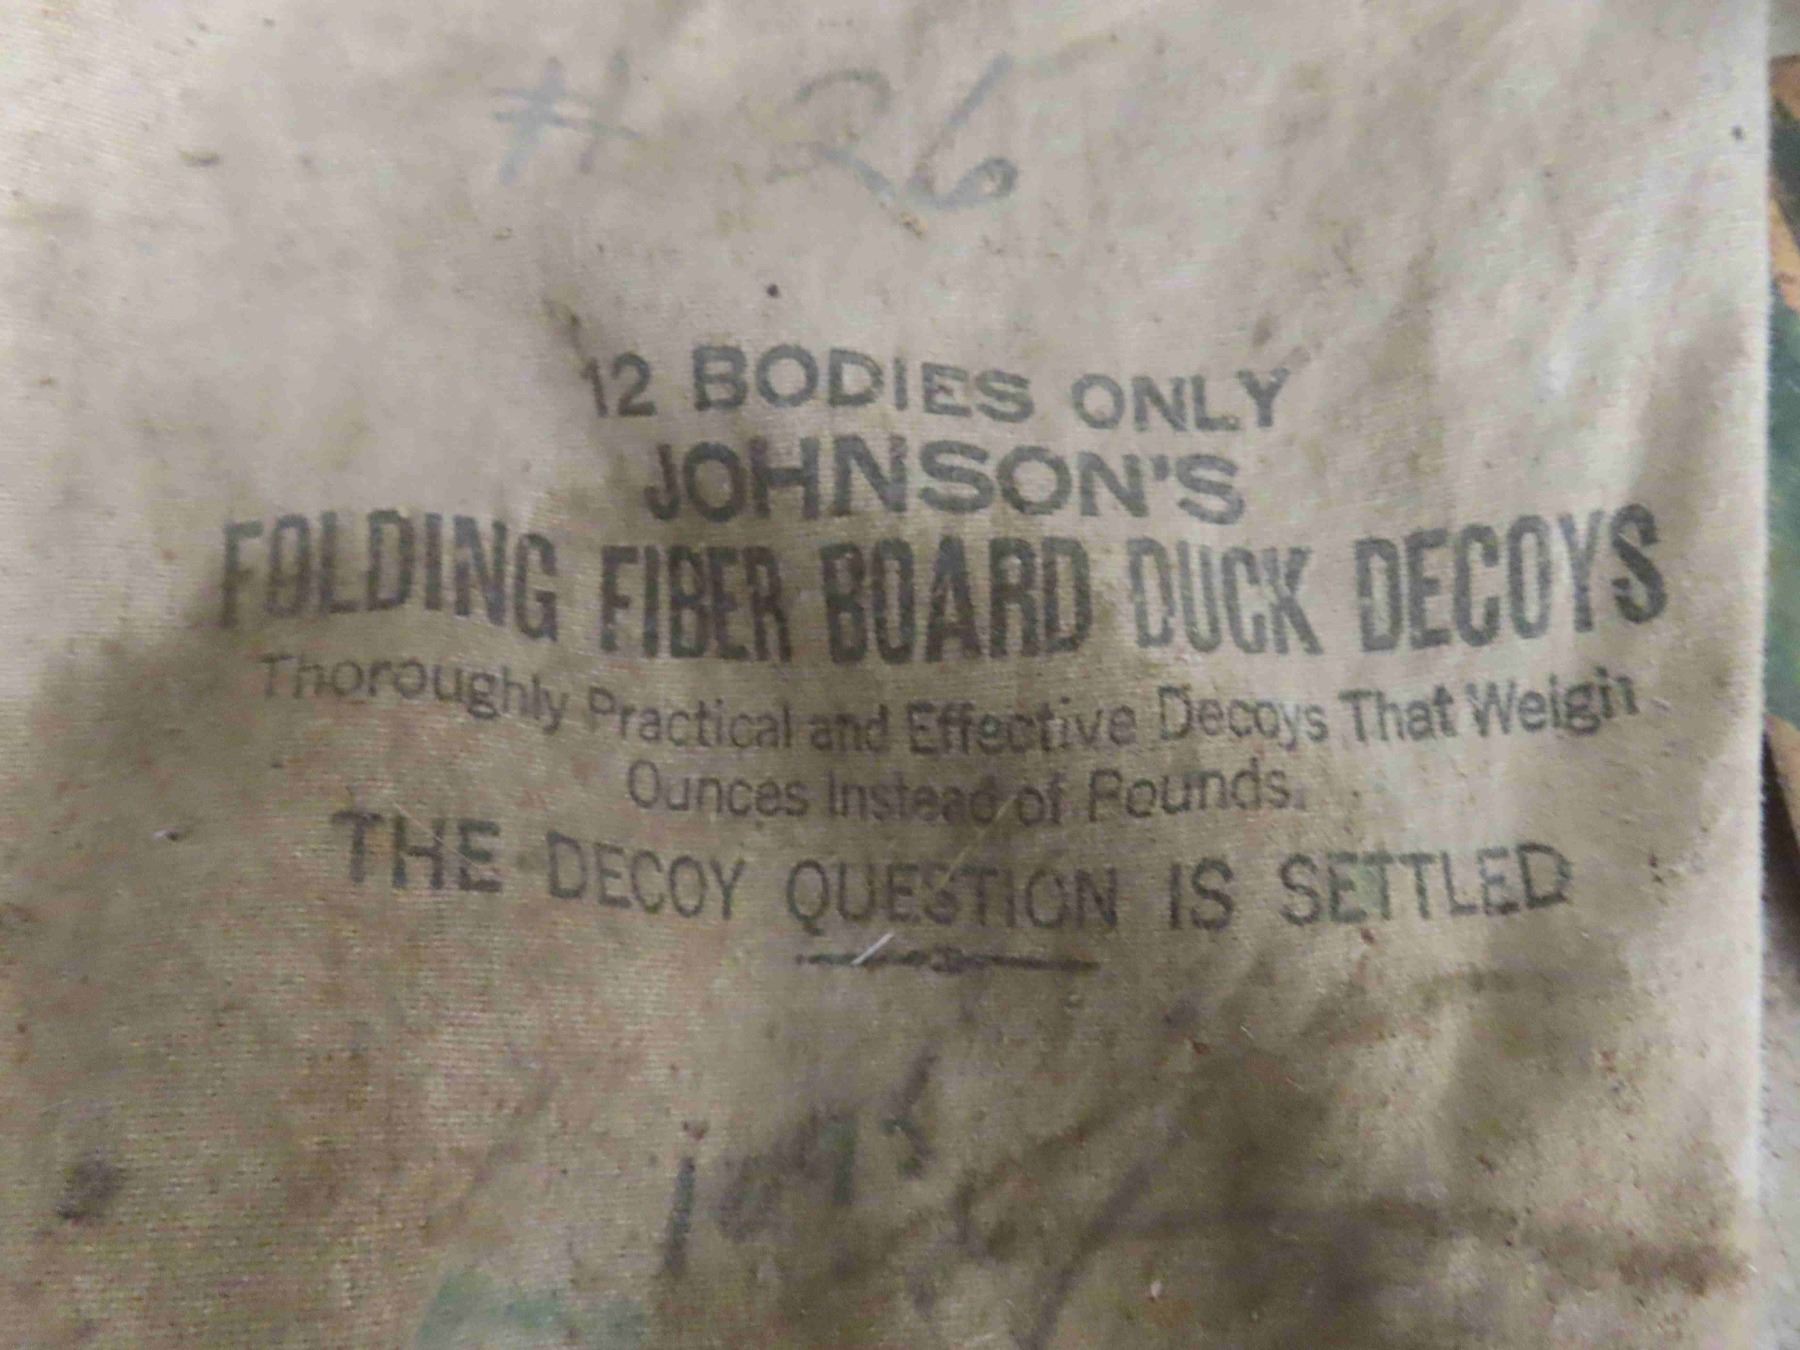 # 26
12 BODIES ONLY
JOHNSON'S
FOLDING FIBER BOARD DUCK DECOYS
Thoroughly Practical and Effective Decoys That Weigh
Ounces Instead of Pounds.
THE DECOY QUESTION IS SETTLED